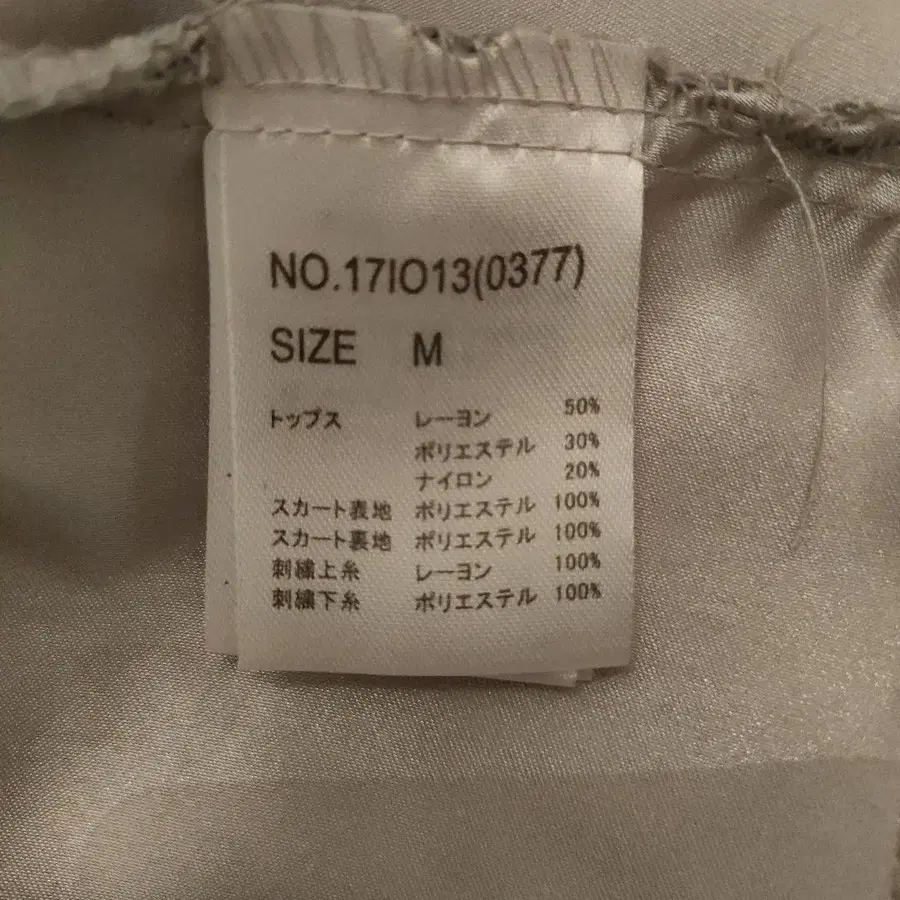 NO.17IO13(0377)
SIZE M
トップス レーヨン 50%
ポリエステル 30%
ナイロン 20%
スカート表地 ポリエステル 100%
スカート裏地 ポリエステル 100%
刺繍上糸 レーヨン 100%
刺繍下糸 ポリエステル 100%